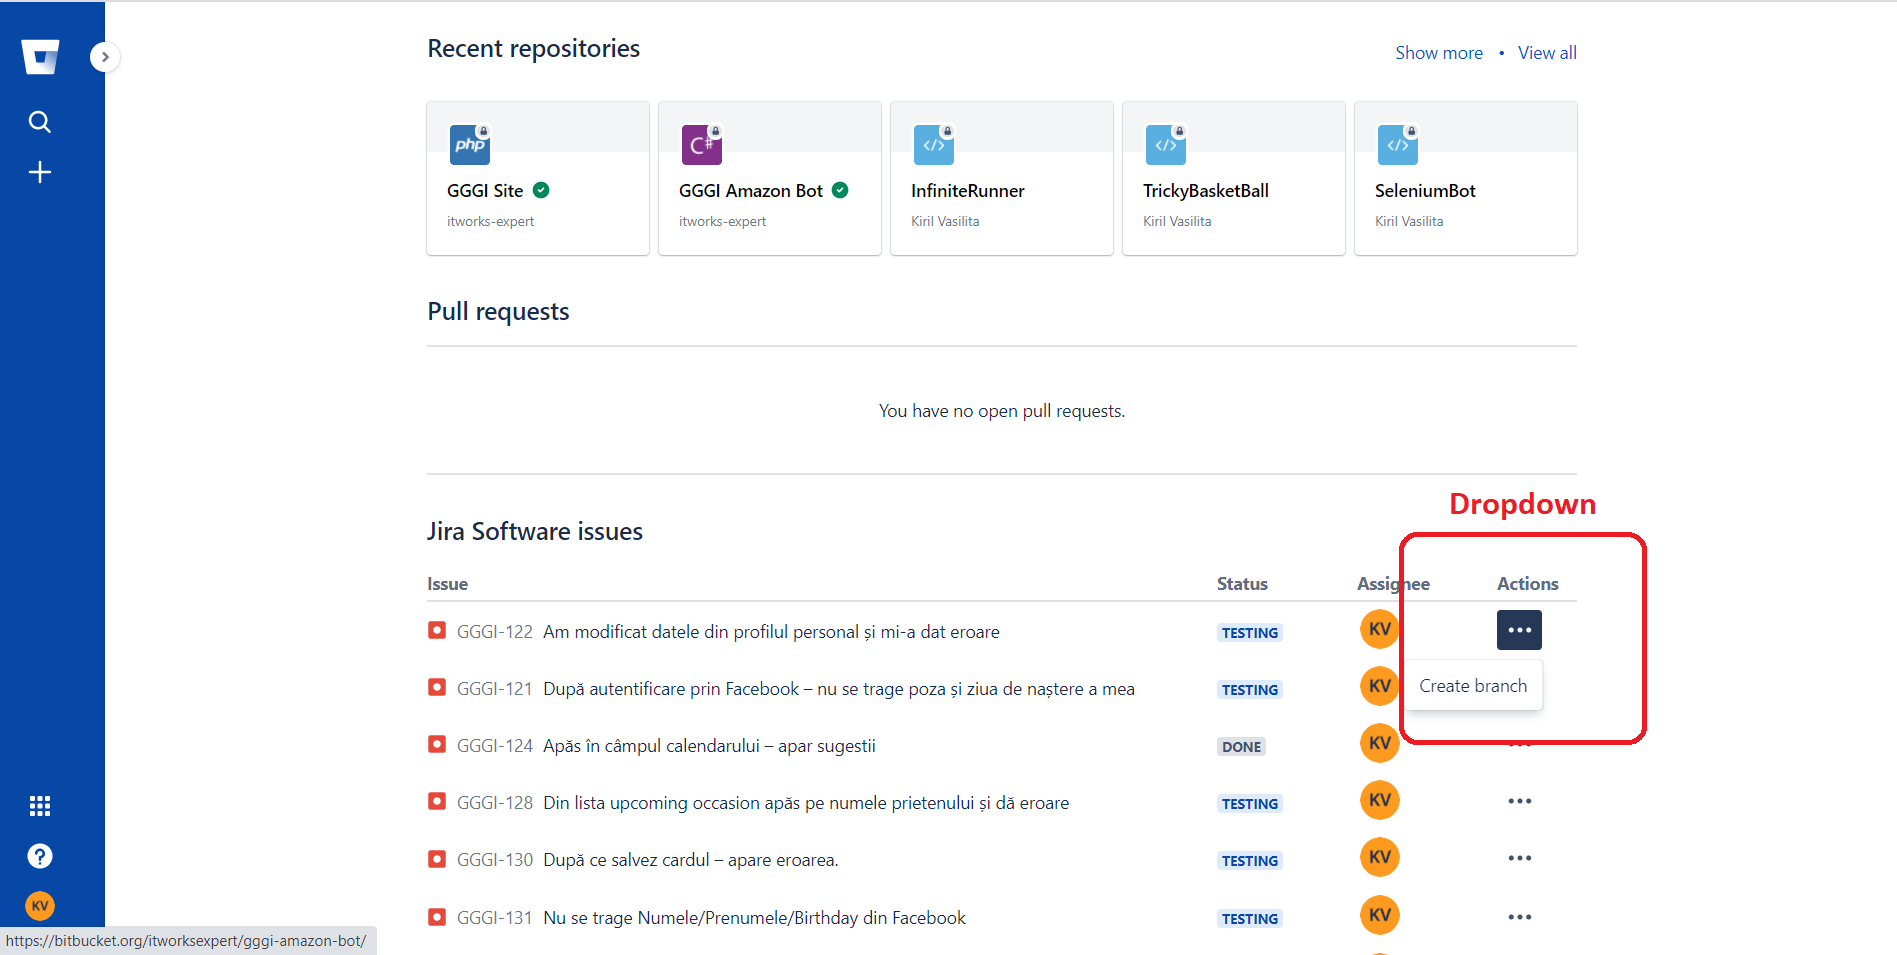 Recent repositories
Show more • View all
php
C#
</>
</>
</>
GGGI Site
GGGI Amazon Bot
InfiniteRunner
TrickyBasketBall
SeleniumBot
itworks-expert
itworks-expert
Kiril Vasilita
Kiril Vasilita
Kiril Vasilita
Pull requests
You have no open pull requests.
Dropdown
Jira Software issues
Issue Status Assignee Actions
GGGI-122 Am modificat datele din profilul personal și mi-a dat eroare TESTING KV
GGGI-121 După autentificare prin Facebook – nu se trage poza și ziua de naștere a mea TESTING KV
Create branch
GGGI-124 Apăs în câmpul calendarului – apar sugestii DONE KV
GGGI-128 Din lista upcoming occasion apăs pe numele prietenului și dă eroare TESTING KV
GGGI-130 După ce salvez cardul – apare eroarea. TESTING KV
GGGI-131 Nu se trage Numele/Prenumele/Birthday din Facebook TESTING KV
KV
https://bitbucket.org/itworksexpert/gggi-amazon-bot/